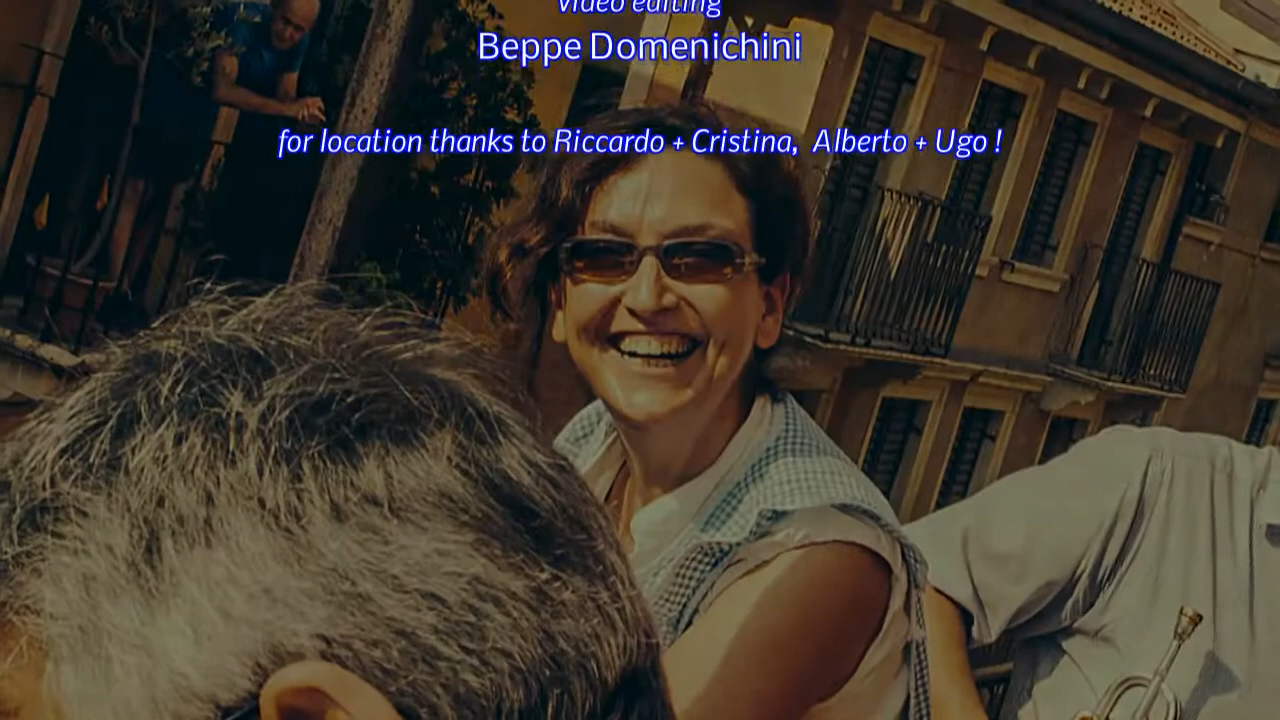 Video editing
Beppe Domenichini
for location thanks to Riccardo + Cristina, Alberto + Ugo !